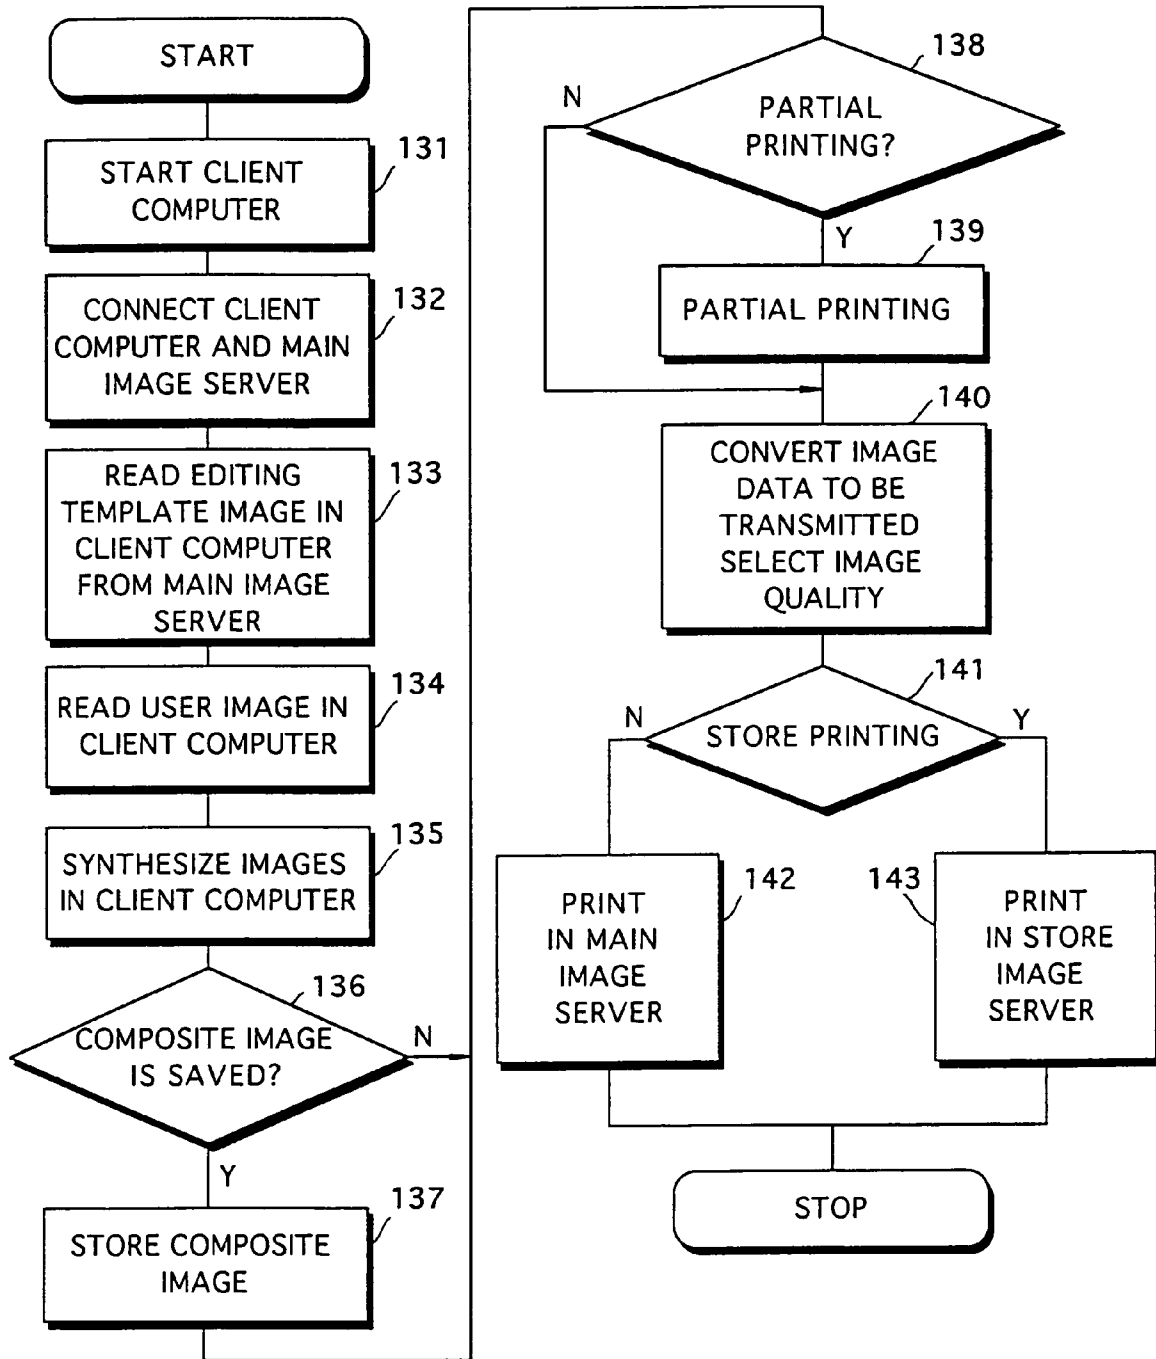 START
131
START CLIENT
COMPUTER
132
CONNECT CLIENT
COMPUTER AND MAIN
IMAGE SERVER
133
READ EDITING
TEMPLATE IMAGE IN
CLIENT COMPUTER
FROM MAIN IMAGE
SERVER
134
READ USER IMAGE IN
CLIENT COMPUTER
135
SYNTHESIZE IMAGES
IN CLIENT COMPUTER
136
COMPOSITE IMAGE
IS SAVED?
N
Y
137
STORE COMPOSITE
IMAGE
138
N
PARTIAL
PRINTING?
Y
139
PARTIAL PRINTING
140
CONVERT IMAGE
DATA TO BE
TRANSMITTED
SELECT IMAGE
QUALITY
141
N
Y
STORE PRINTING
142
PRINT
IN MAIN
IMAGE
SERVER
143
PRINT
IN STORE
IMAGE
SERVER
STOP